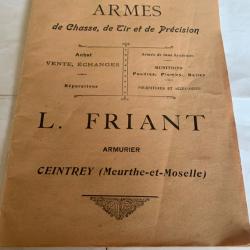 ARMES
de Chasse, de Tir et de Précision
Achat
VENTE, ÉCHANGES
Réparations
Armes de tous Systèmes
MUNITIONS
Poudres, Plombs, Balles
L. FRIANT
ARMURIER
CEINTREY (Meurthe-et-Moselle)